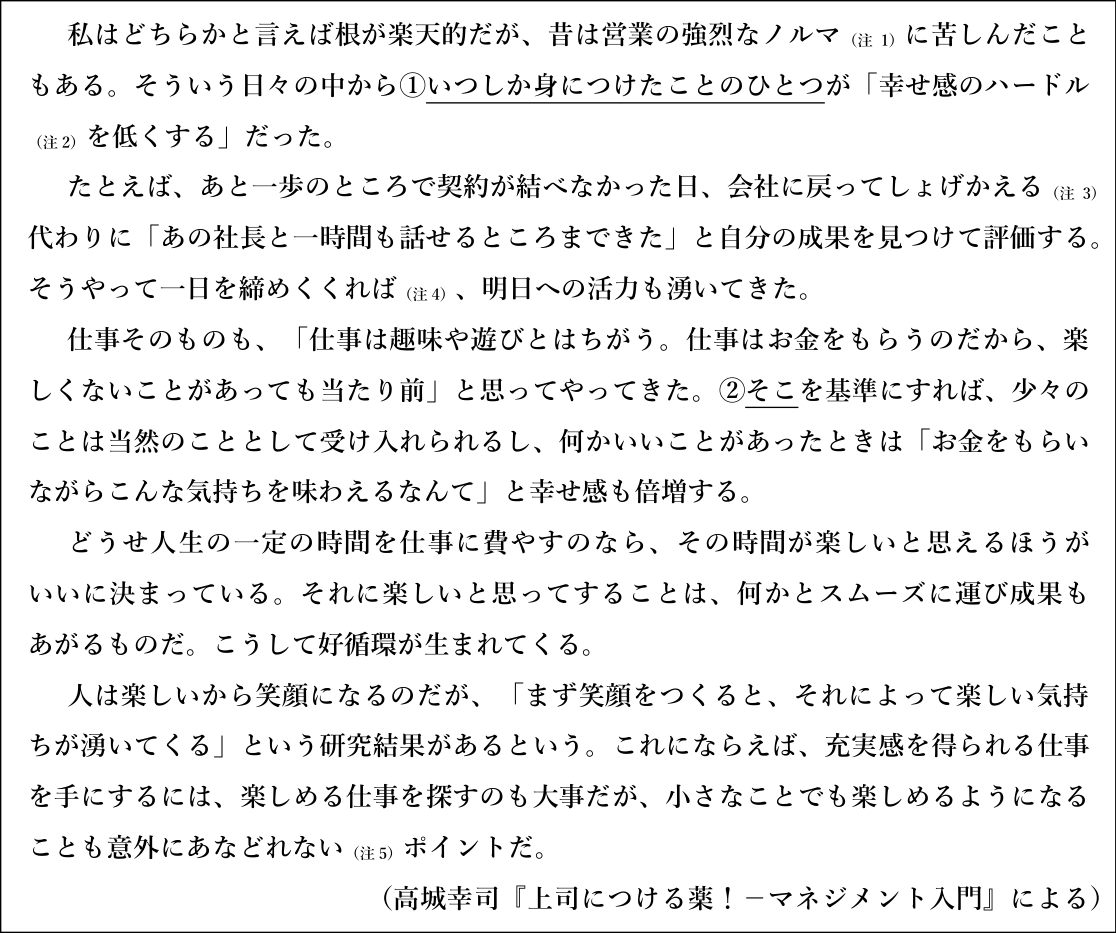 私はどちらかと言えば根が楽天的だが、昔は営業の強烈なノルマ（注 1）に苦しんだこと
もある。そういう日々の中から①いつしか身につけたことのひとつが「幸せ感のハードル
（注2）を低くする」だった。
たとえば、あと一歩のところで契約が結べなかった日、会社に戻ってしょげかえる（注 3）
代わりに「あの社長と一時間も話せるところまできた」と自分の成果を見つけて評価する。
そうやって一日を締めくくれば（注4）、明日への活力も湧いてきた。
仕事そのものも、「仕事は趣味や遊びとはちがう。仕事はお金をもらうのだから、楽
しくないことがあっても当たり前」と思ってやってきた。②そこを基準にすれば、少々の
ことは当然のこととして受け入れられるし、何かいいことがあったときは「お金をもらい
ながらこんな気持ちを味わえるなんて」と幸せ感も倍増する。
どうせ人生の一定の時間を仕事に費やすのなら、その時間が楽しいと思えるほうが
いいに決まっている。それに楽しいと思ってすることは、何かとスムーズに運び成果も
あがるものだ。こうして好循環が生まれてくる。
人は楽しいから笑顔になるのだが、「まず笑顔をつくると、それによって楽しい気持
ちが湧いてくる」という研究結果があるという。これにならえば、充実感を得られる仕事
を手にするには、楽しめる仕事を探すのも大事だが、小さなことでも楽しめるようになる
ことも意外にあなどれない（注5）ポイントだ。
（高城幸司『上司につける薬！－マネジメント入門』による）